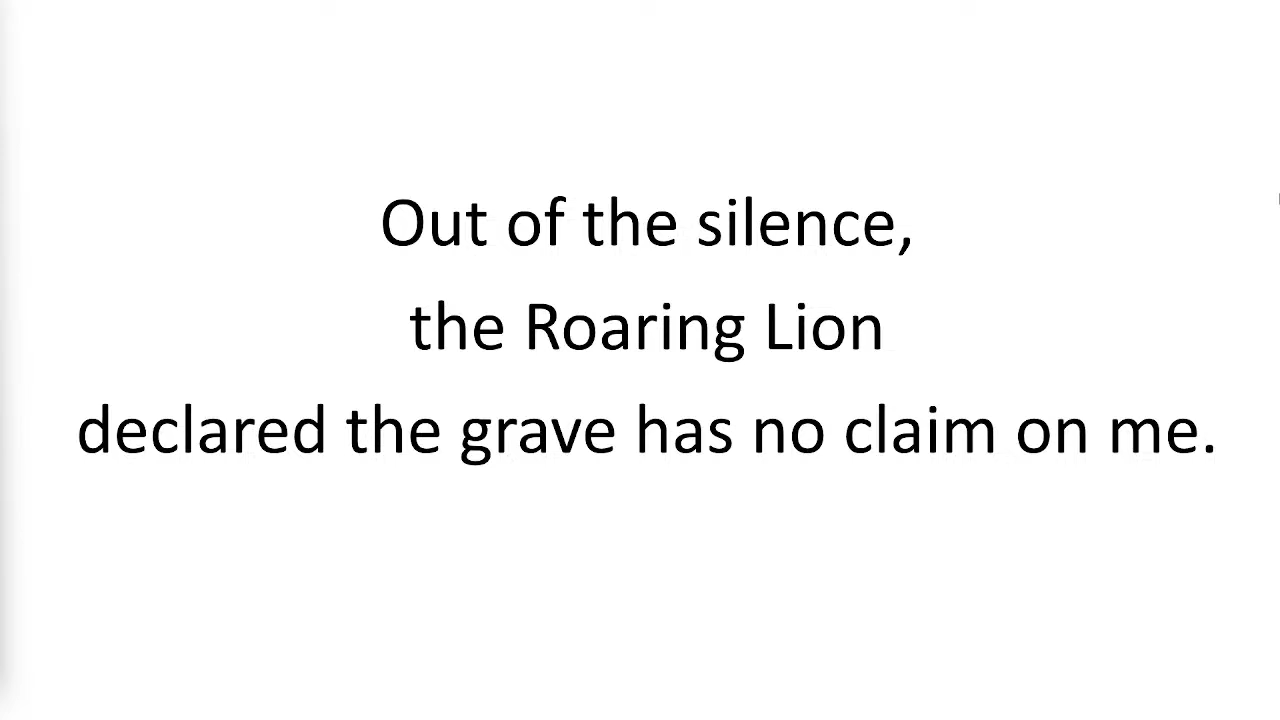 Out of the silence,
the Roaring Lion
declared the grave has no claim on me.